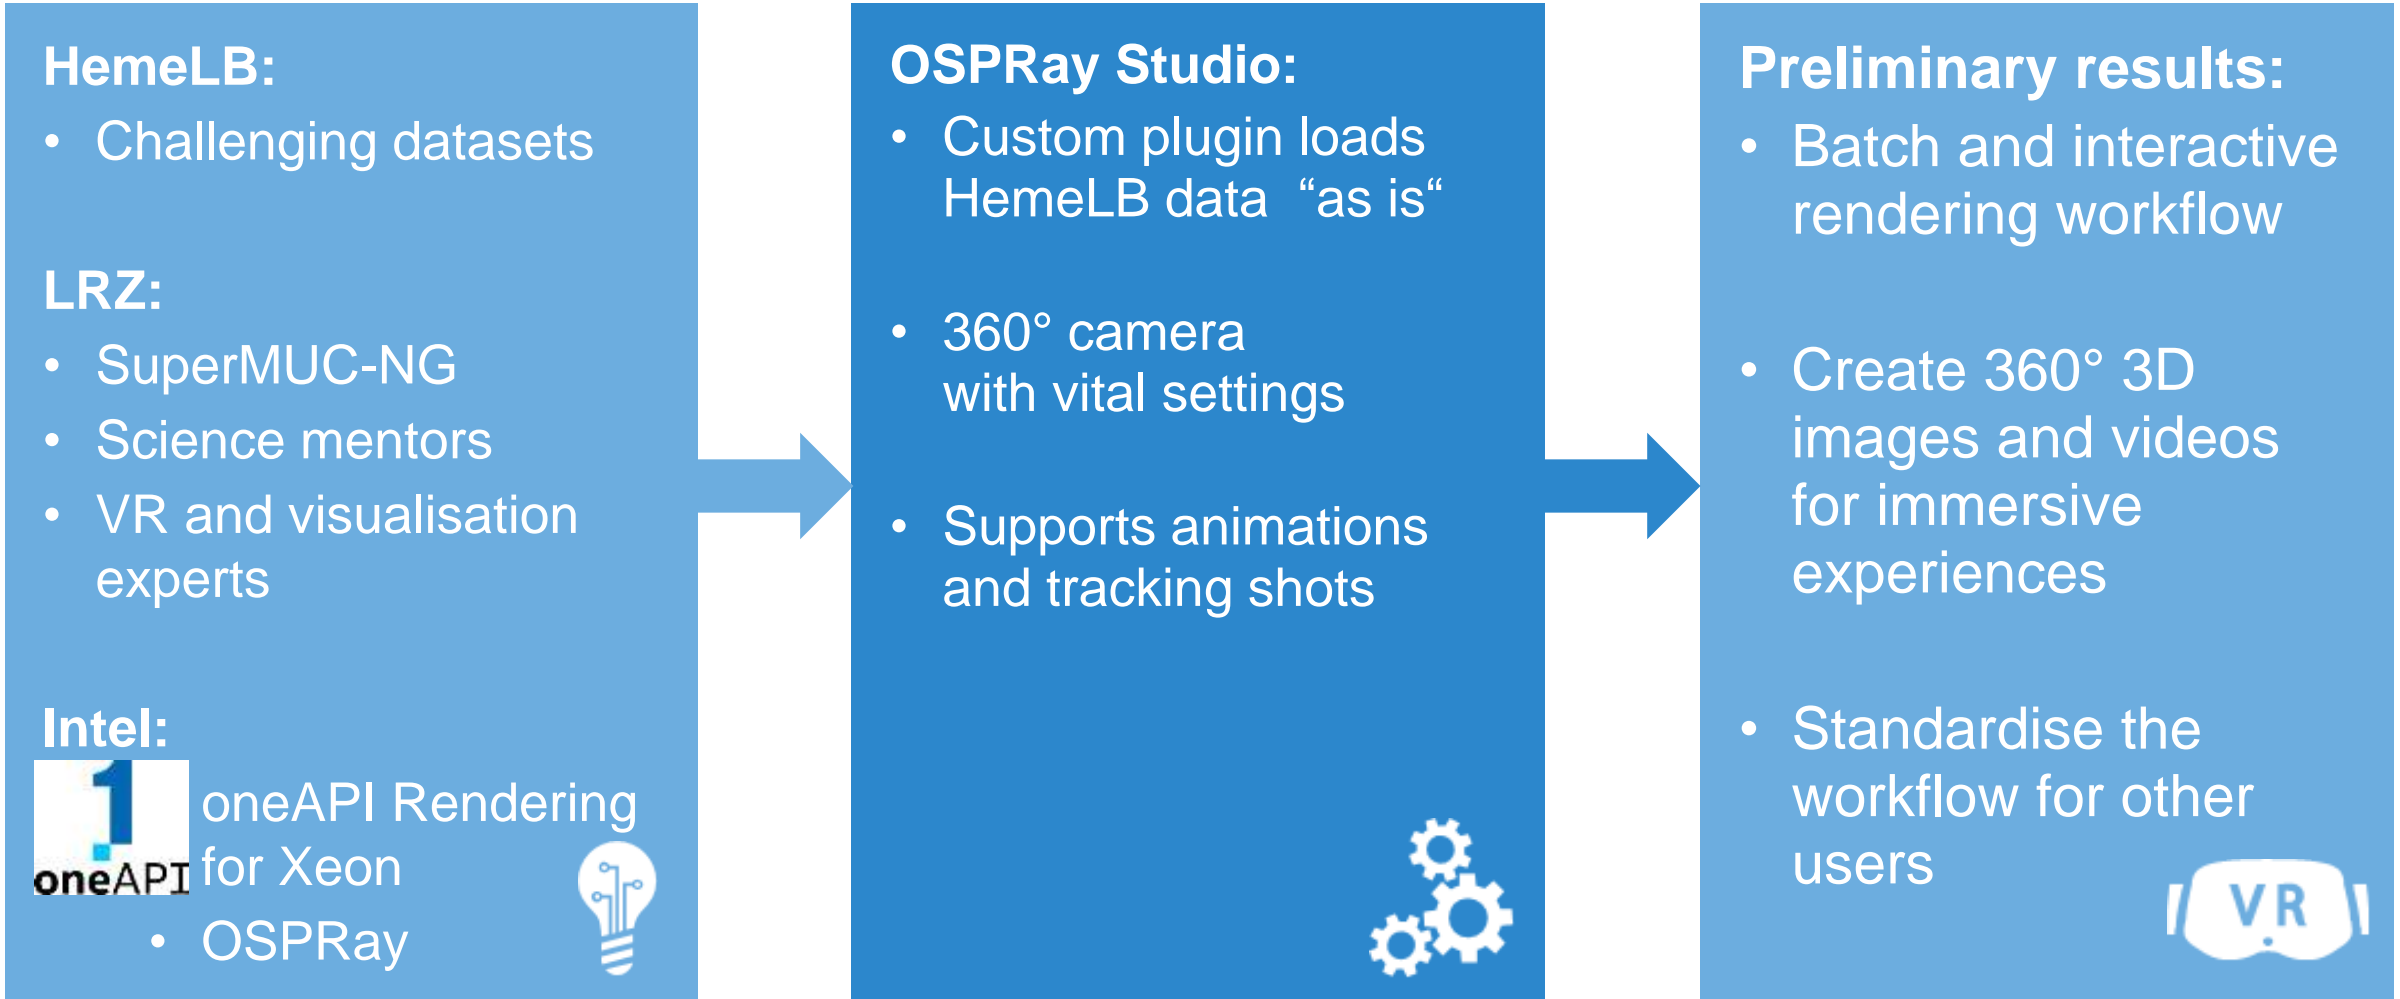 HemeLB:
• Challenging datasets
LRZ:
• SuperMUC-NG
• Science mentors
• VR and visualisation
experts
Intel:
1
oneAPI
oneAPI Rendering
for Xeon
• OSPRay
OSPRay Studio:
• Custom plugin loads
HemeLB data “as is“
• 360° camera
with vital settings
• Supports animations
and tracking shots
Preliminary results:
• Batch and interactive
rendering workflow
• Create 360° 3D
images and videos
for immersive
experiences
• Standardise the
workflow for other
users
VR